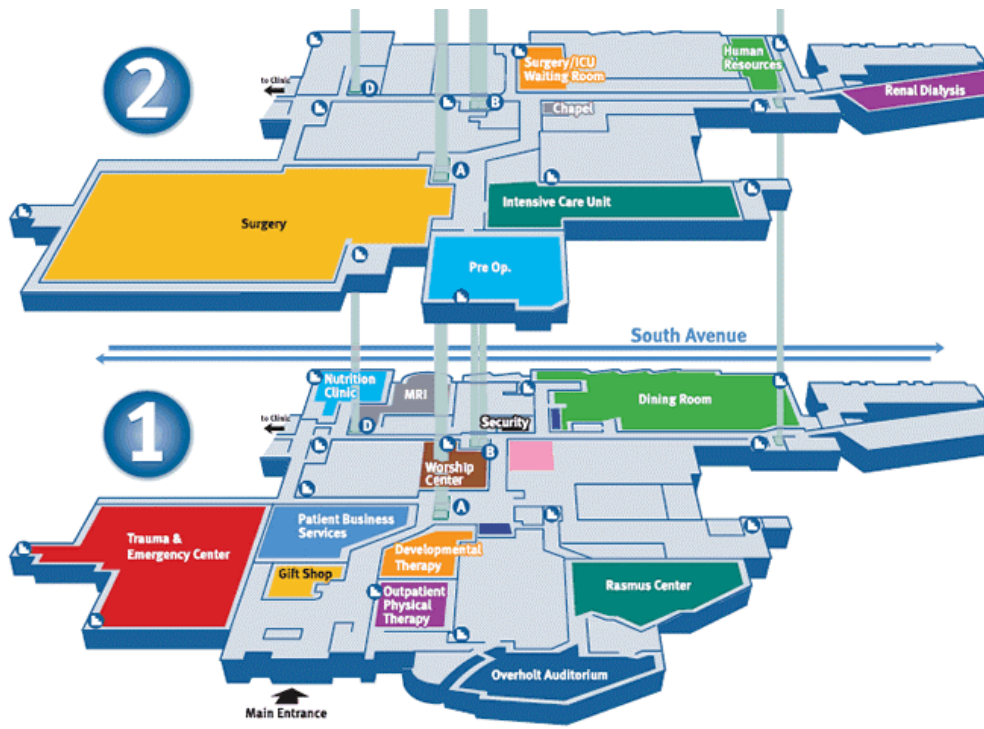 2
to Clinic
D
B
Surgery/ICU
Waiting Room
Human
Resources
Renal Dialysis
Chapel
A
Surgery
Intensive Care Unit
Pre Op.
South Avenue
1
to Clinic
Nutrition
Clinic
MRI
D
Security
Dining Room
B
Worship
Center
A
Trauma &
Emergency Center
Patient Business
Services
Developmental
Therapy
Gift Shop
Outpatient
Physical
Therapy
Rasmus Center
Overholt Auditorium
Main Entrance